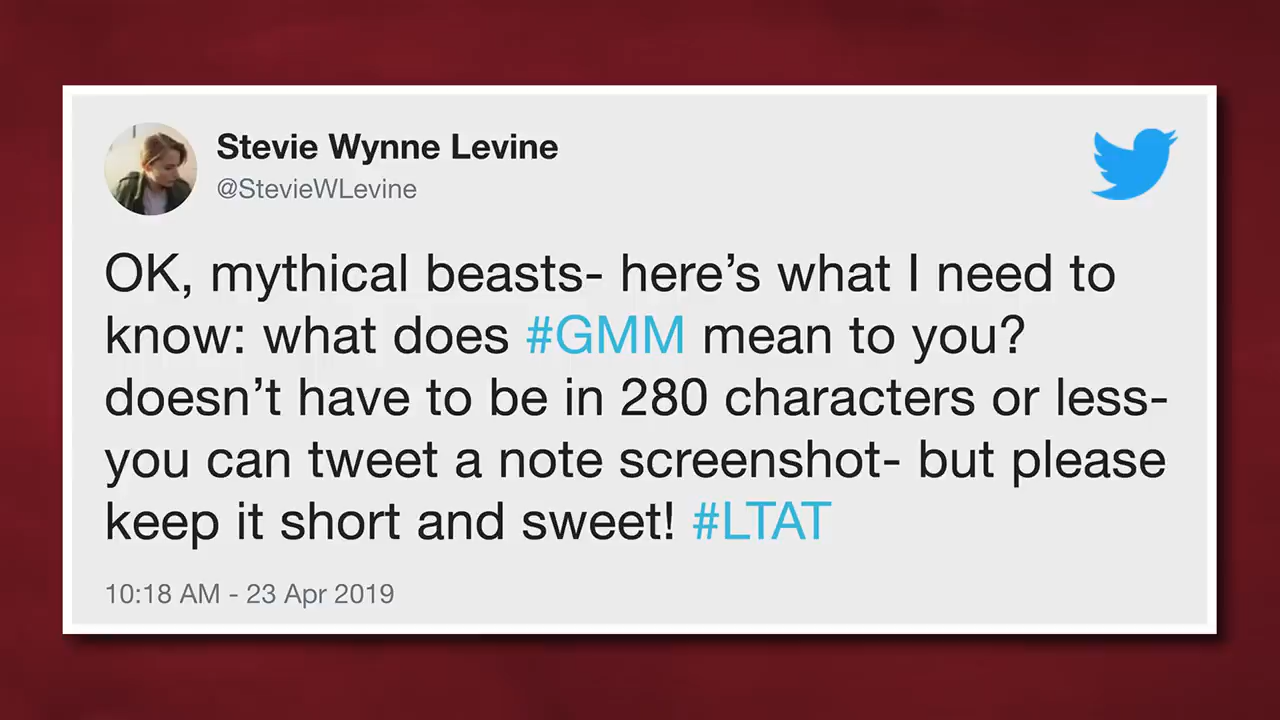 Stevie Wynne Levine
@StevieWLevine
OK, mythical beasts- here’s what I need to
know: what does #GMM mean to you?
doesn’t have to be in 280 characters or less-
you can tweet a note screenshot- but please
keep it short and sweet! #LTAT
10:18 AM - 23 Apr 2019